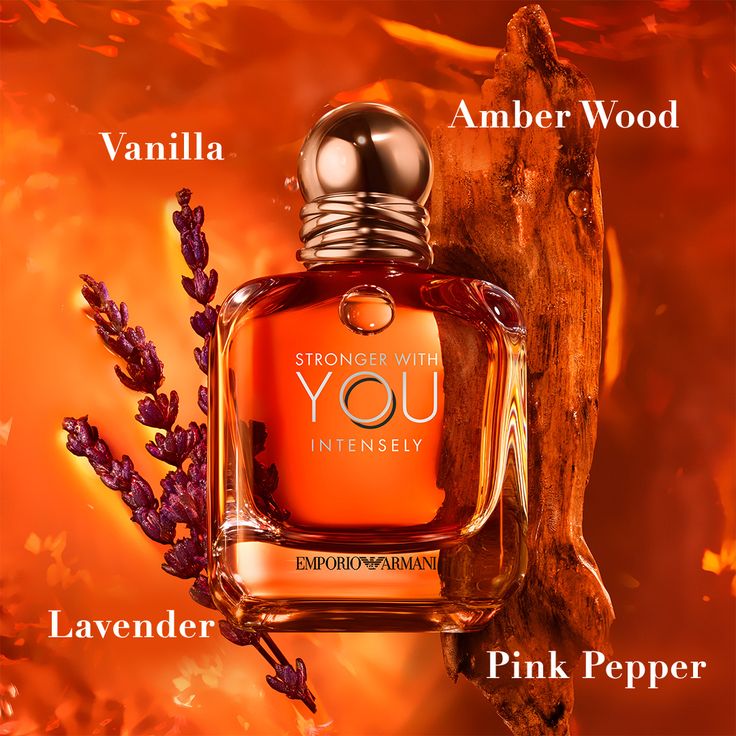 Amber Wood
Vanilla
STRONGER WITH
YOU
INTENSELY
EMPORIO ARMANI
Lavender
Pink Pepper